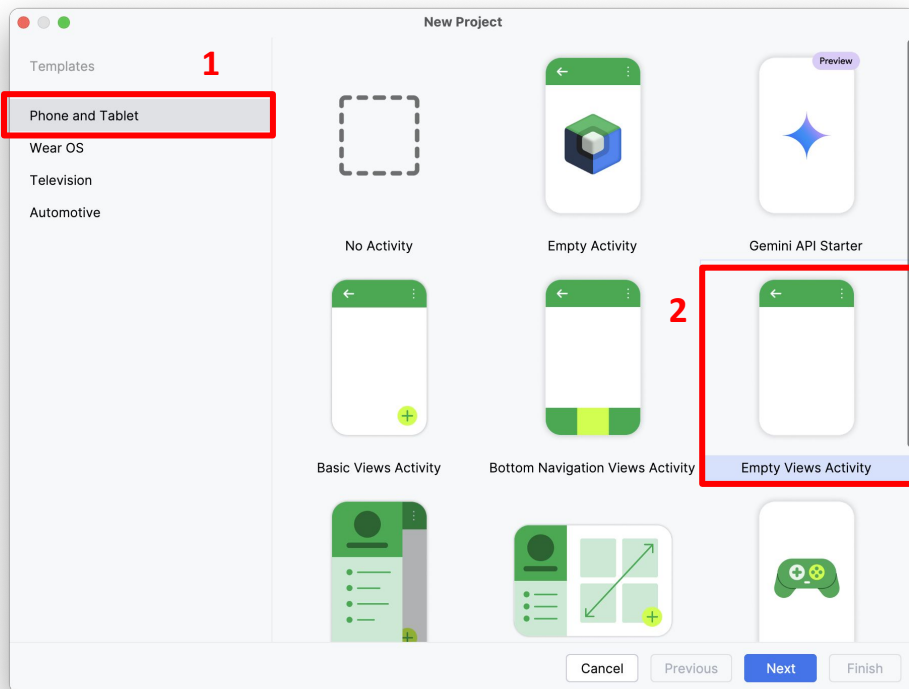 New Project
Templates
1
Phone and Tablet
Wear OS
Television
Automotive
Preview
No Activity
Empty Activity
Gemini API Starter
2
Basic Views Activity
Bottom Navigation Views Activity
Empty Views Activity
Cancel
Previous
Next
Finish